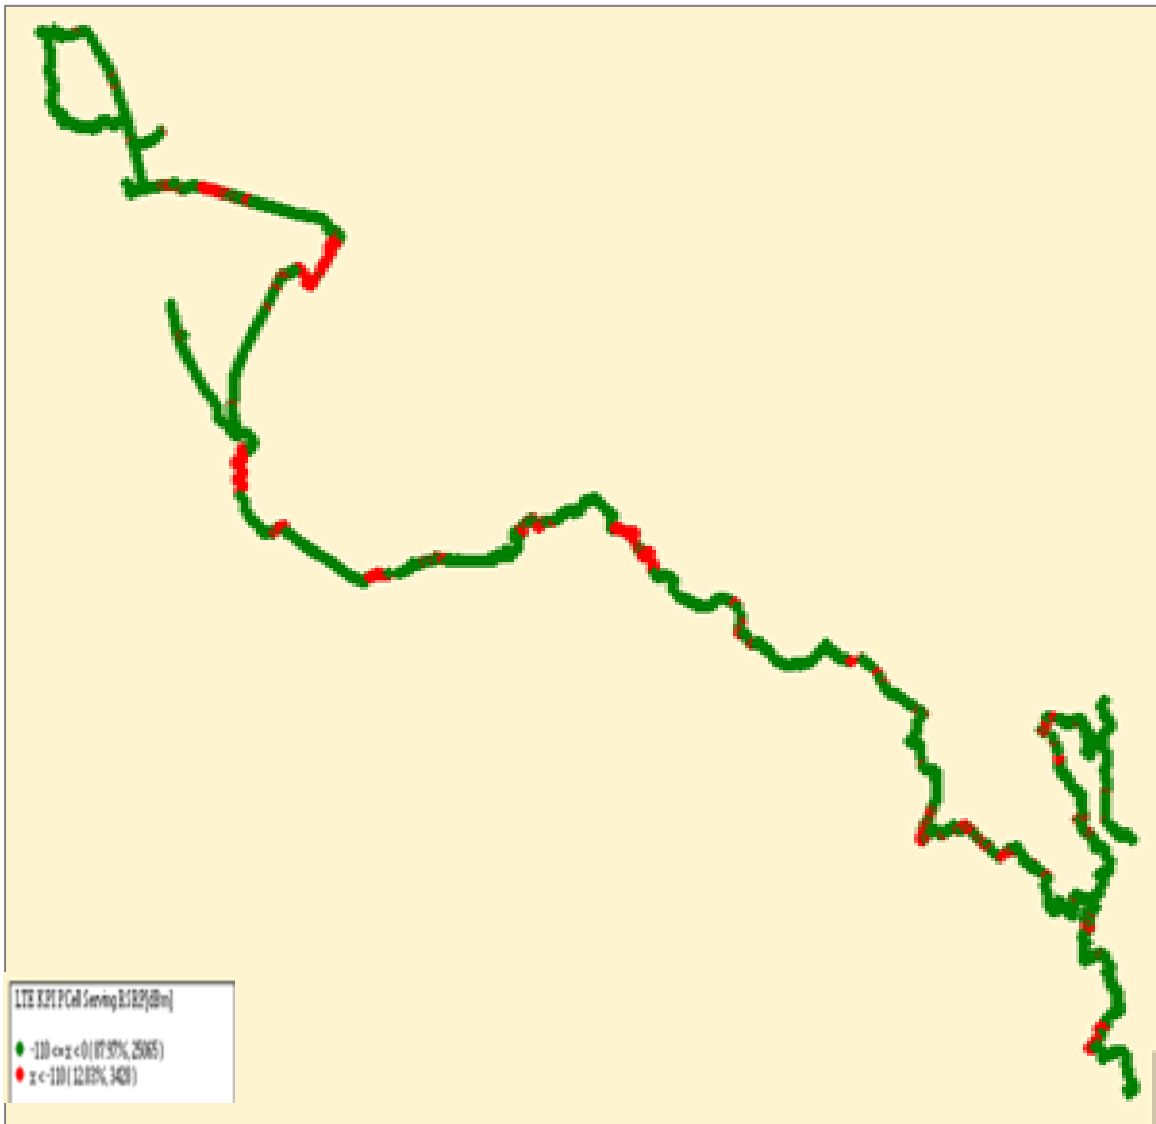 LTE KPI PCell Serving RSRP[dBm]
-110 <= x < 0 ( 87.97%, 25065 )
x < -110 ( 12.03%, 3428 )